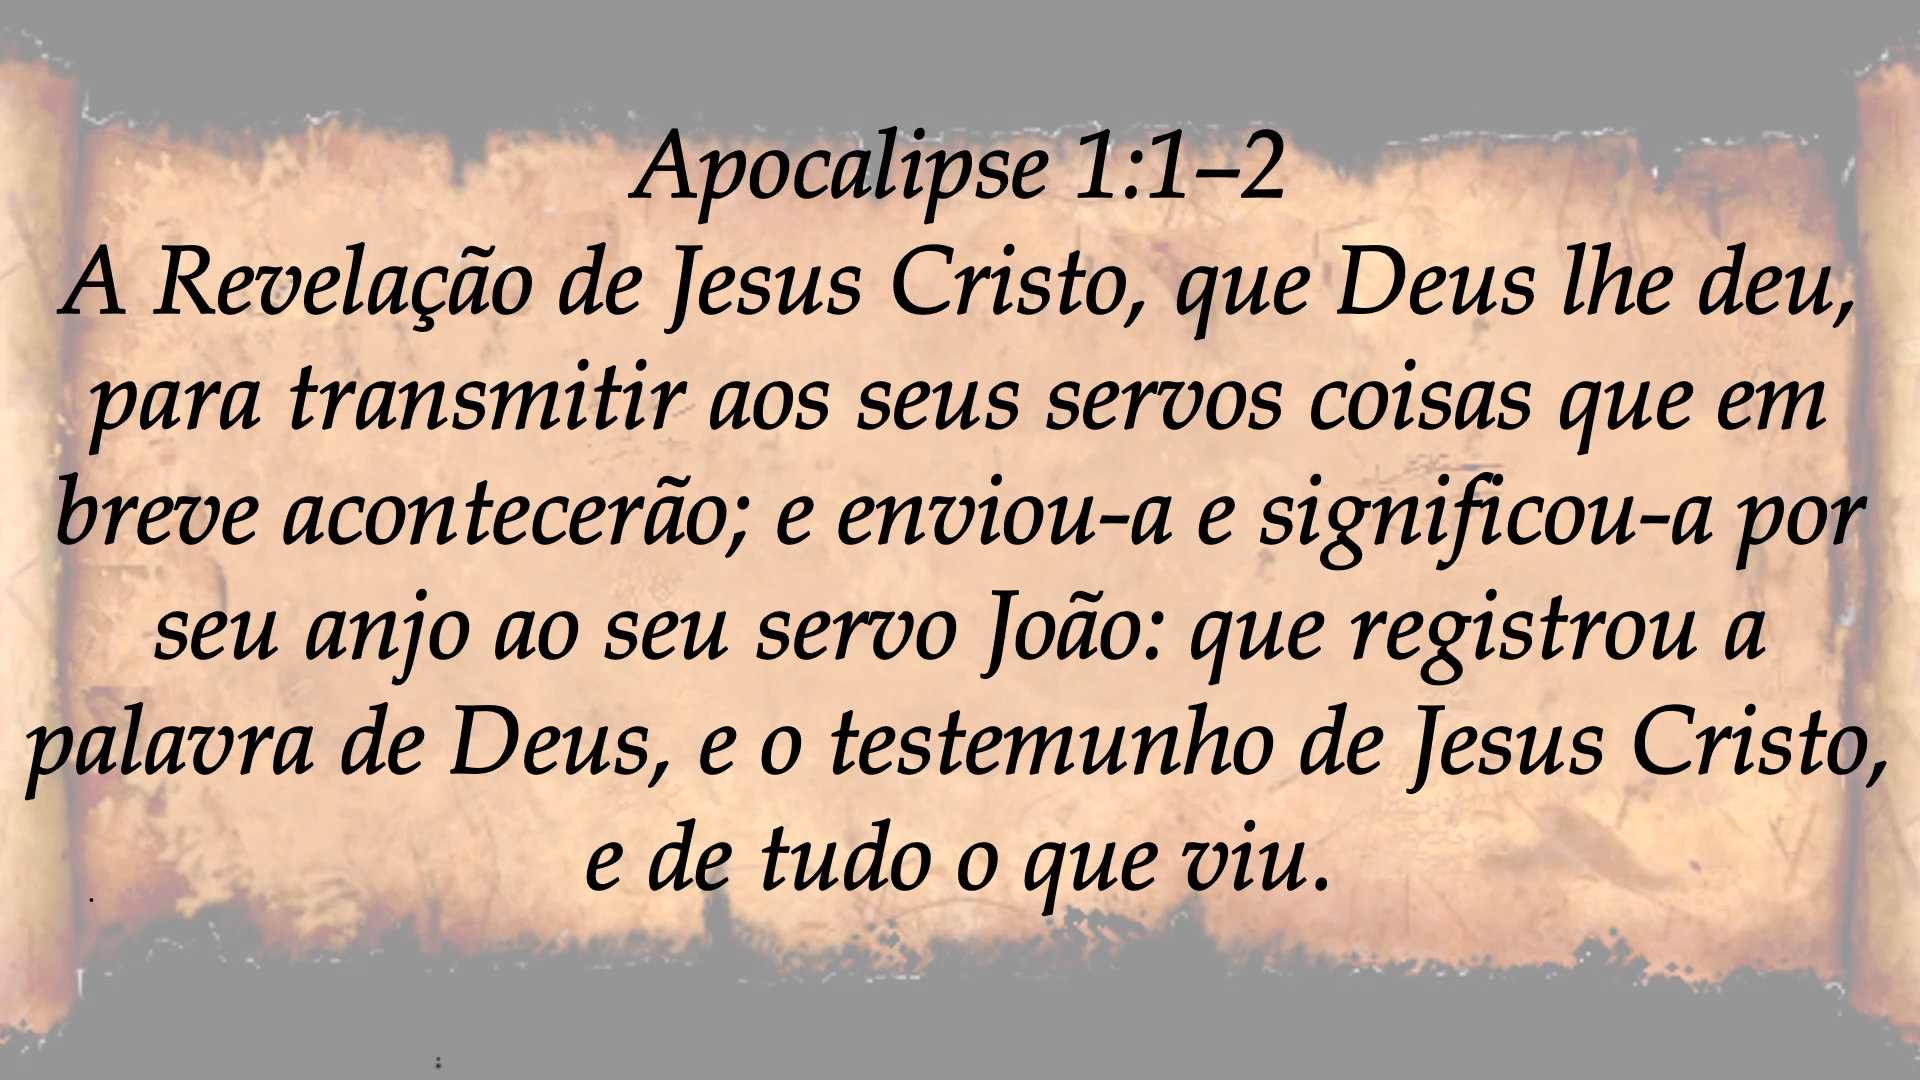 Apocalipse 1:1–2
A Revelação de Jesus Cristo, que Deus lhe deu,
para transmitir aos seus servos coisas que em
breve acontecerão; e enviou-a e significou-a por
seu anjo ao seu servo João: que registrou a
palavra de Deus, e o testemunho de Jesus Cristo,
e de tudo o que viu.
.
: